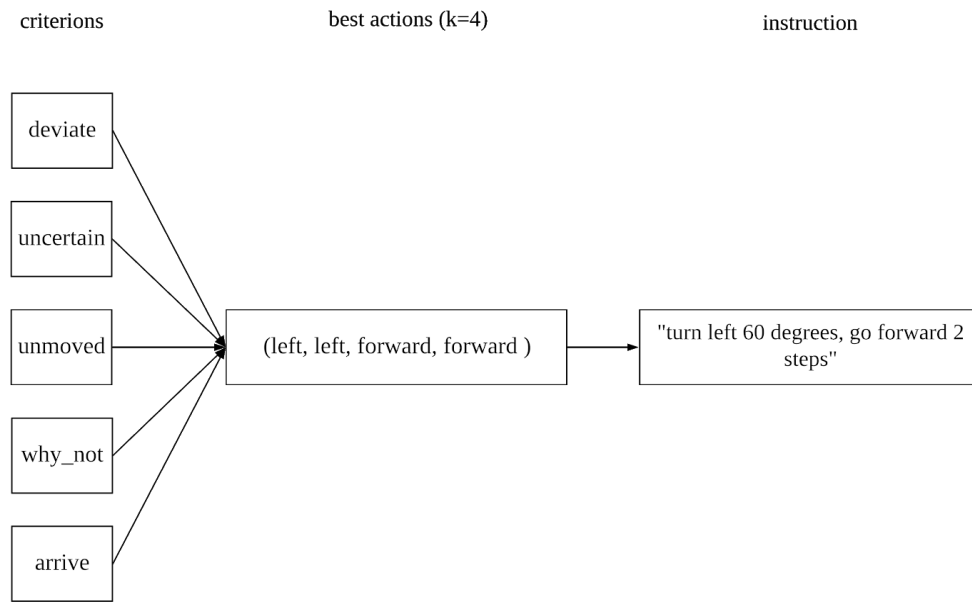 criterions
best actions (k=4)
instruction
deviate
uncertain
unmoved
why_not
arrive
(left, left, forward, forward )
"turn left 60 degrees, go forward 2
steps"